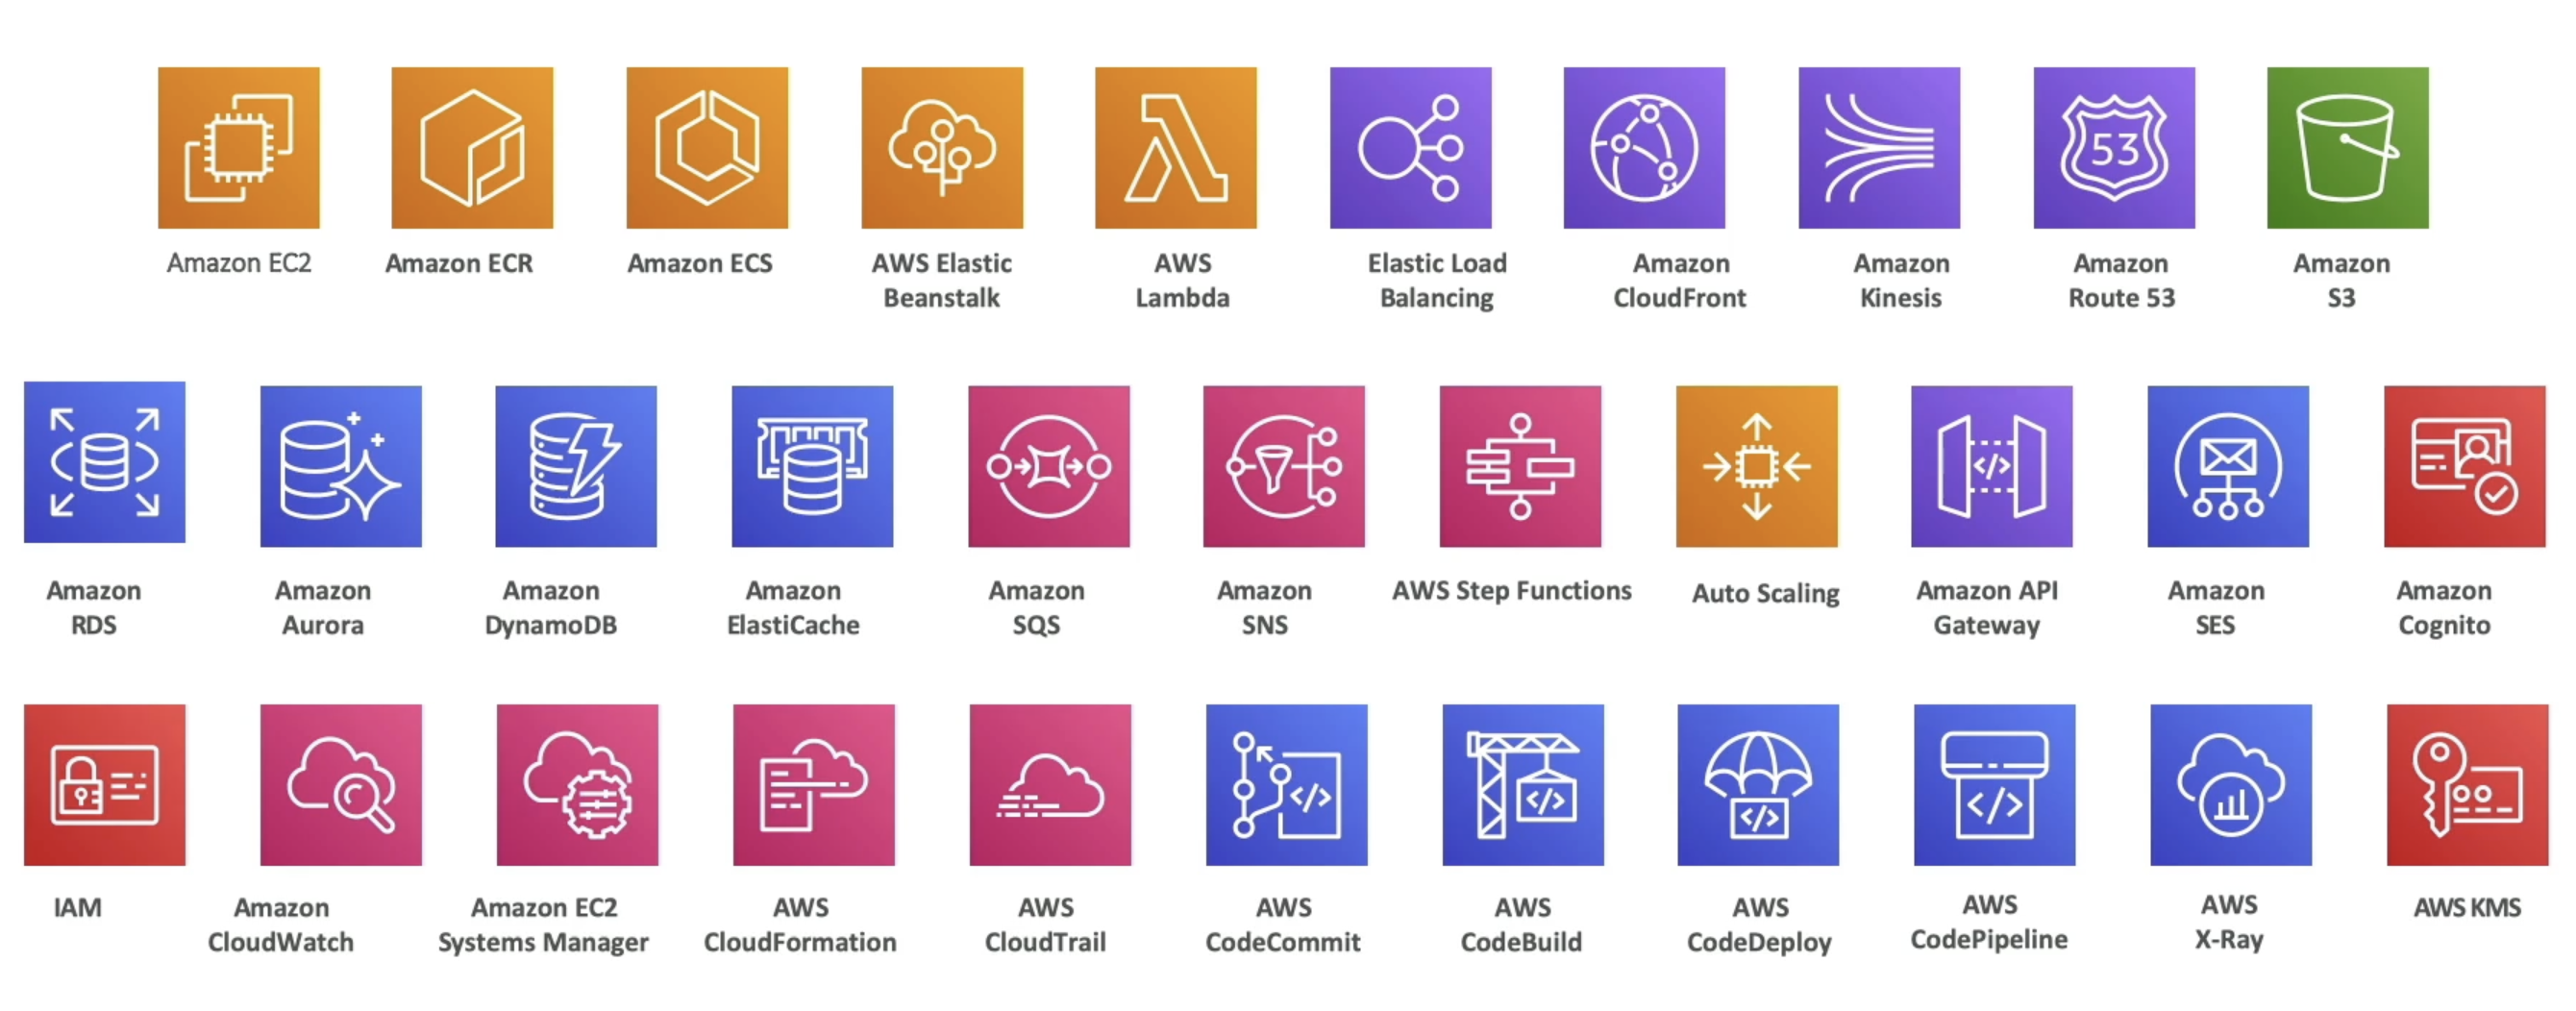 53
Amazon EC2
Amazon ECR
Amazon ECS
AWS Elastic
Beanstalk
AWS
Lambda
Elastic Load
Balancing
Amazon
CloudFront
Amazon
Kinesis
Amazon
Route 53
Amazon
S3
</>
Amazon
RDS
Amazon
Aurora
Amazon
DynamoDB
Amazon
ElastiCache
Amazon
SQS
Amazon
SNS
AWS Step Functions
Auto Scaling
Amazon API
Gateway
Amazon
SES
Amazon
Cognito
</>
</>
</>
</>
IAM
Amazon
CloudWatch
Amazon EC2
Systems Manager
AWS
CloudFormation
AWS
CloudTrail
AWS
CodeCommit
AWS
CodeBuild
AWS
CodeDeploy
AWS
CodePipeline
AWS
X-Ray
AWS KMS